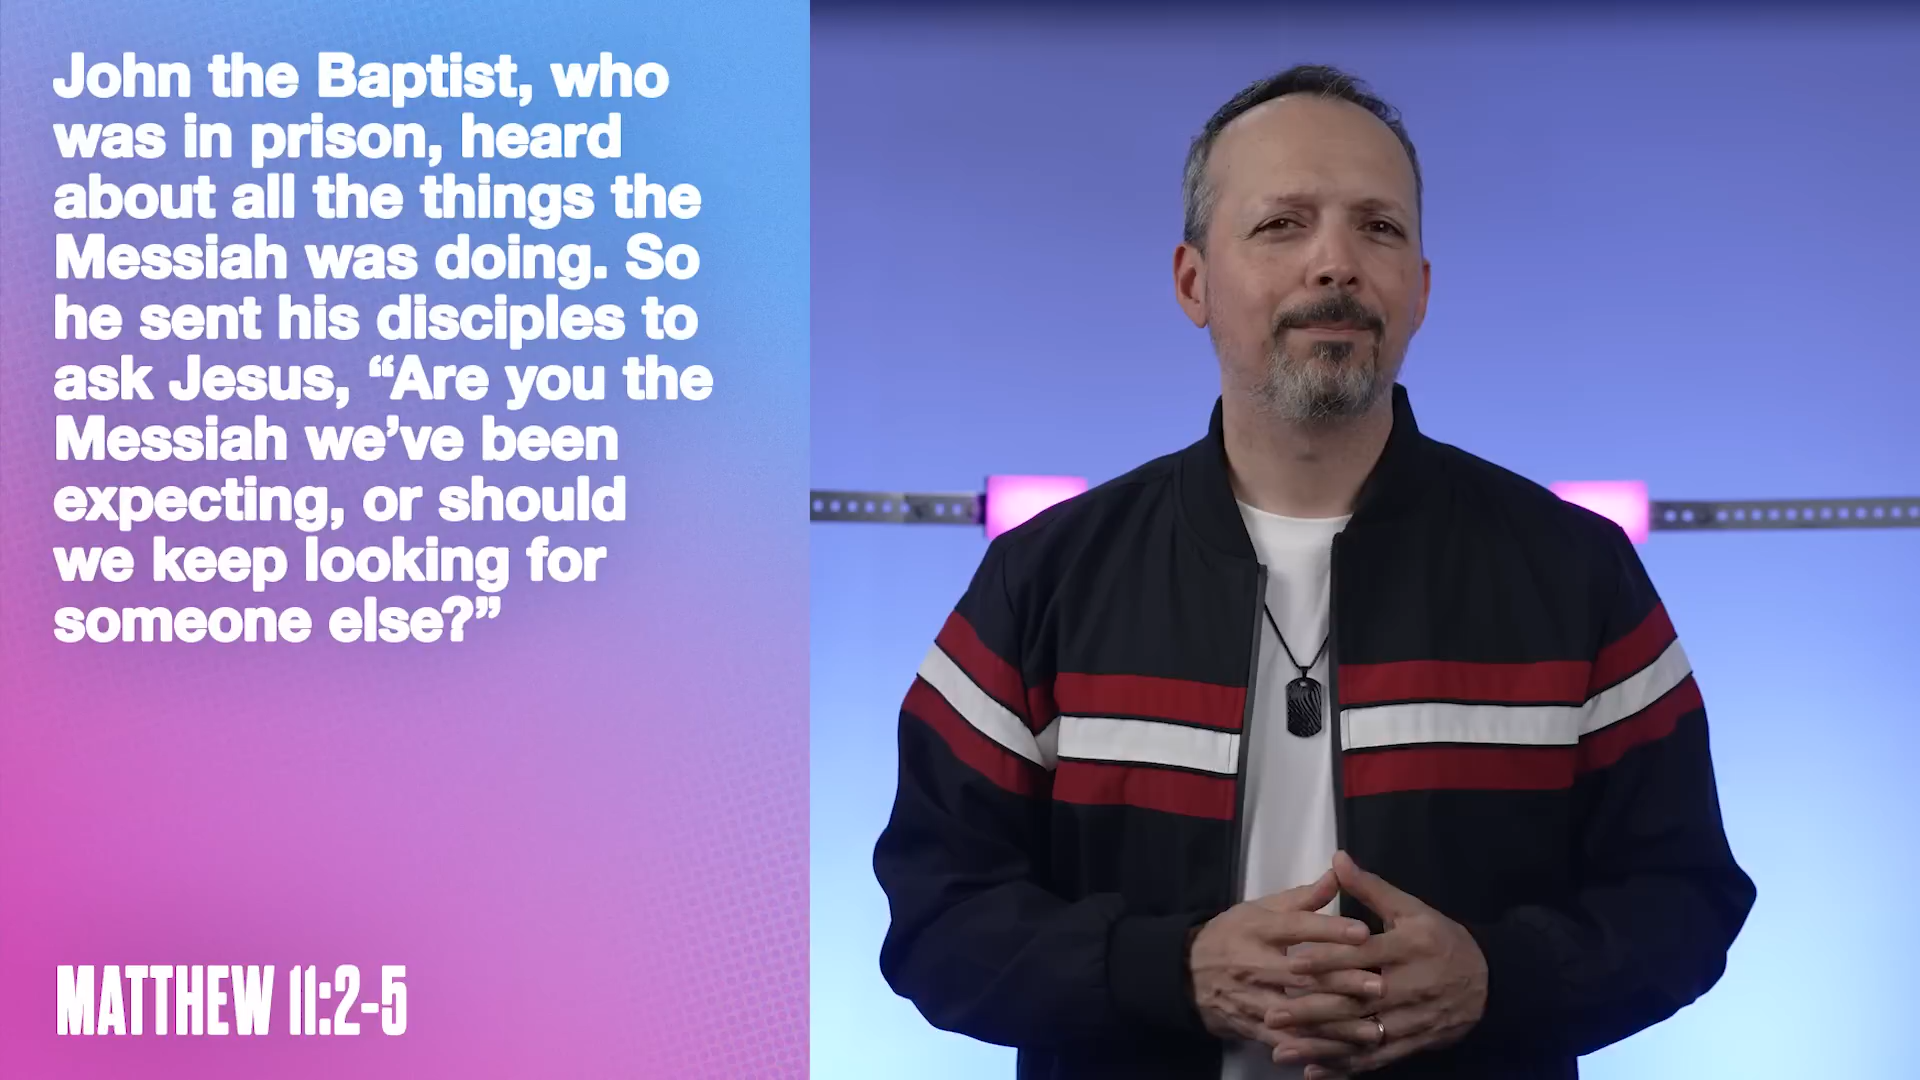 John the Baptist, who
was in prison, heard
about all the things the
Messiah was doing. So
he sent his disciples to
ask Jesus, “Are you the
Messiah we’ve been
expecting, or should
we keep looking for
someone else?”
MATTHEW 11:2-5